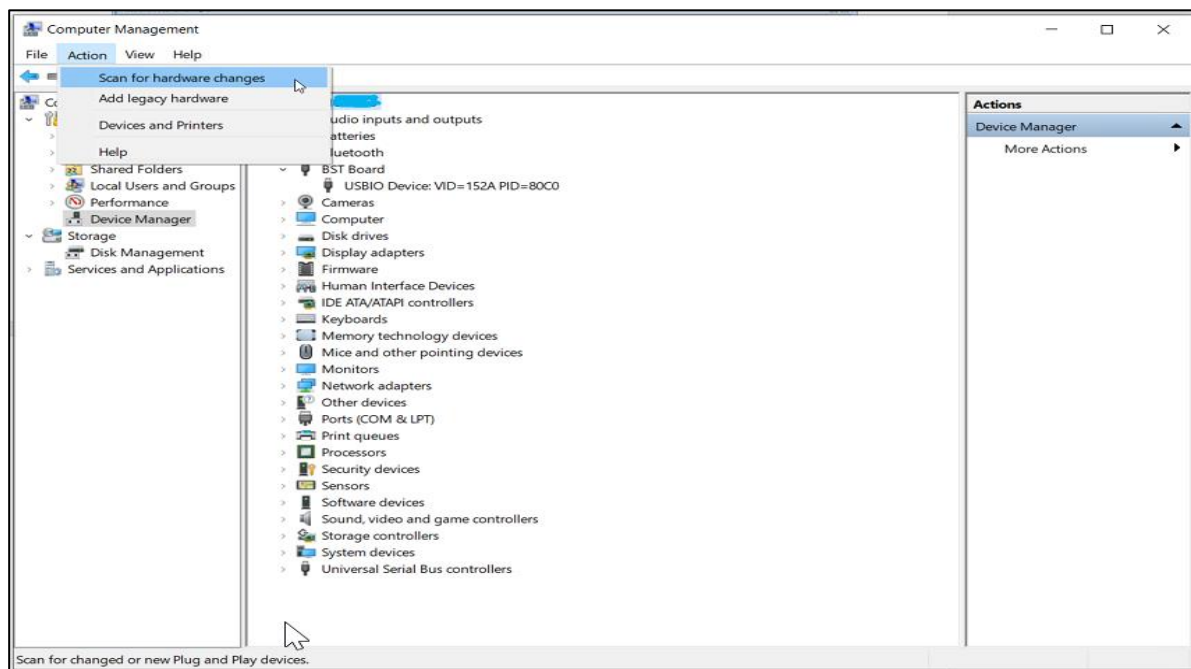 Computer Management
File Action View Help
Scan for hardware changes
Add legacy hardware
Devices and Printers
Help
Shared Folders
Local Users and Groups
Performance
Device Manager
Storage
Disk Management
Services and Applications
inputs and outputs
BST Board
USBIO Device: VID=152A PID=80C0
Cameras
Computer
Disk drives
Display adapters
Firmware
Human Interface Devices
IDE ATA/ATAPI controllers
Keyboards
Memory technology devices
Mice and other pointing devices
Monitors
Network adapters
Other devices
Ports (COM & LPT)
Print queues
Processors
Security devices
Sensors
Software devices
Sound, video and game controllers
Storage controllers
System devices
Universal Serial Bus controllers
Actions
Device Manager
More Actions
Scan for changed or new Plug and Play devices.